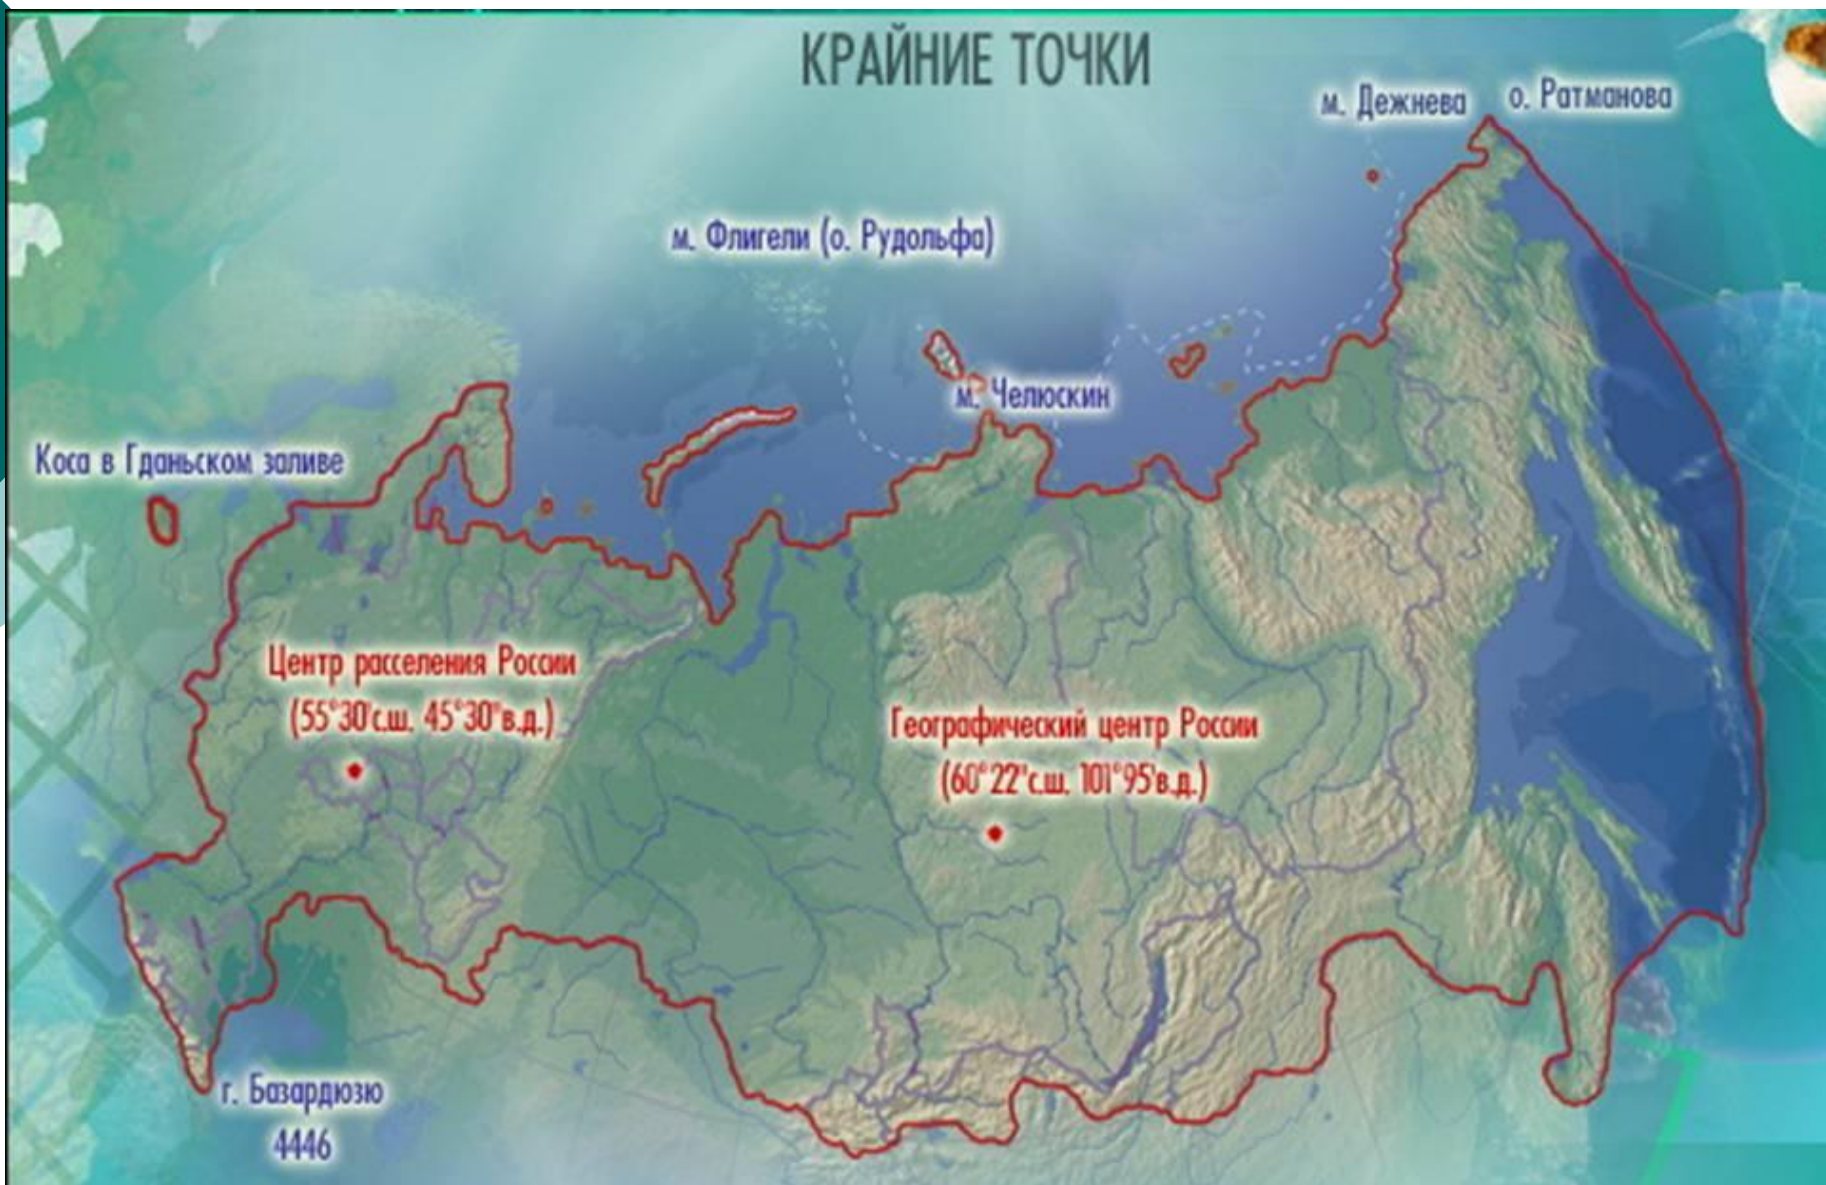 КРАЙНИЕ ТОЧКИ
м. Дежнева
о. Ратманова
м. Флигели (о. Рудольфа)
м. Челюскин
Коса в Гданьском заливе
Центр расселения России
(55°30'с.ш. 45°30'в.д.)
Географический центр России
(60°22'с.ш. 101°95'в.д.)
г. Базардюзю
4446